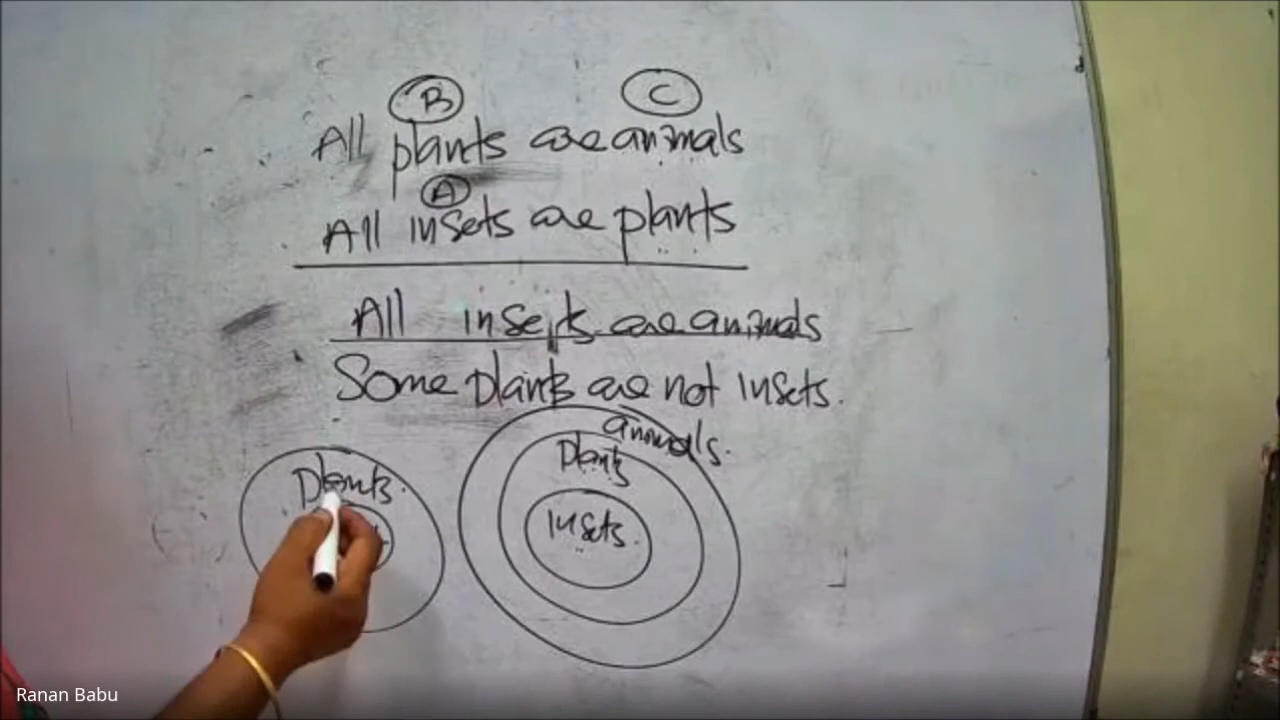 B C
All plants are animals
A
All insets are plants
All insects are animals
Some plants are not insets.
animals.
Plants
Plants.
insets.
Ranan Babu